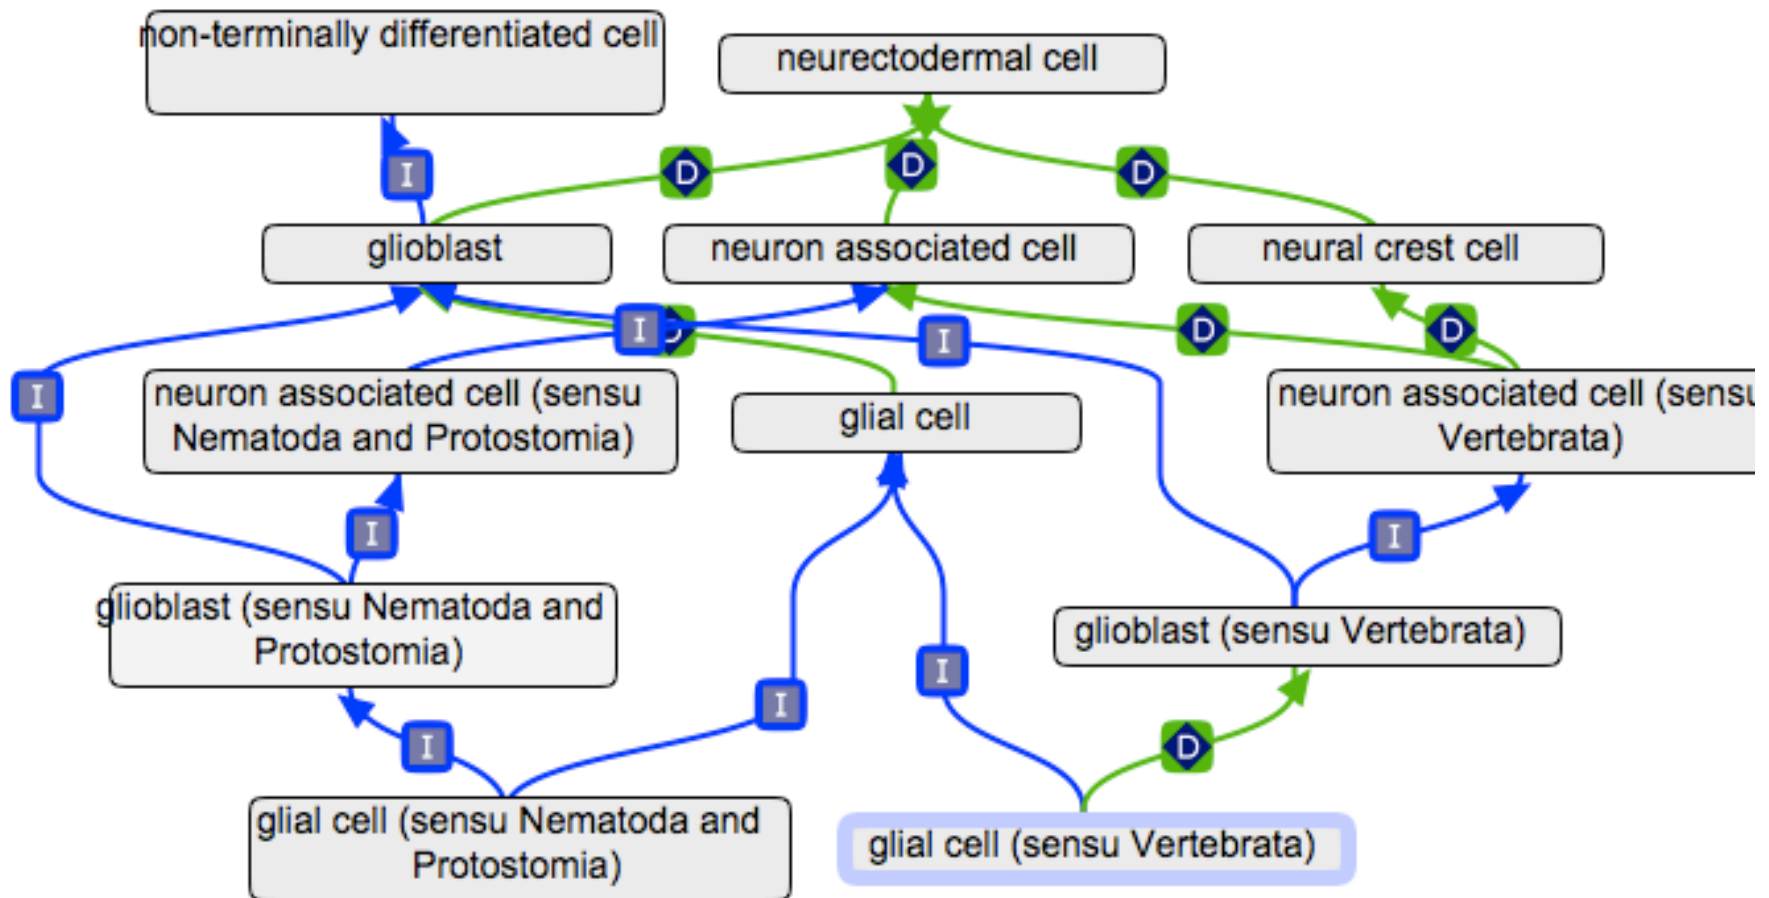 non-terminally differentiated cell
neurectodermal cell
I
D
D
D
glioblast
neuron associated cell
neural crest cell
I
D
I
D
D
I
neuron associated cell (sensu
Nematoda and Protostomia)
glial cell
neuron associated cell (sensu
Vertebrata)
I
I
glioblast (sensu Nematoda and
Protostomia)
glioblast (sensu Vertebrata)
I
I
I
D
glial cell (sensu Nematoda and
Protostomia)
glial cell (sensu Vertebrata)